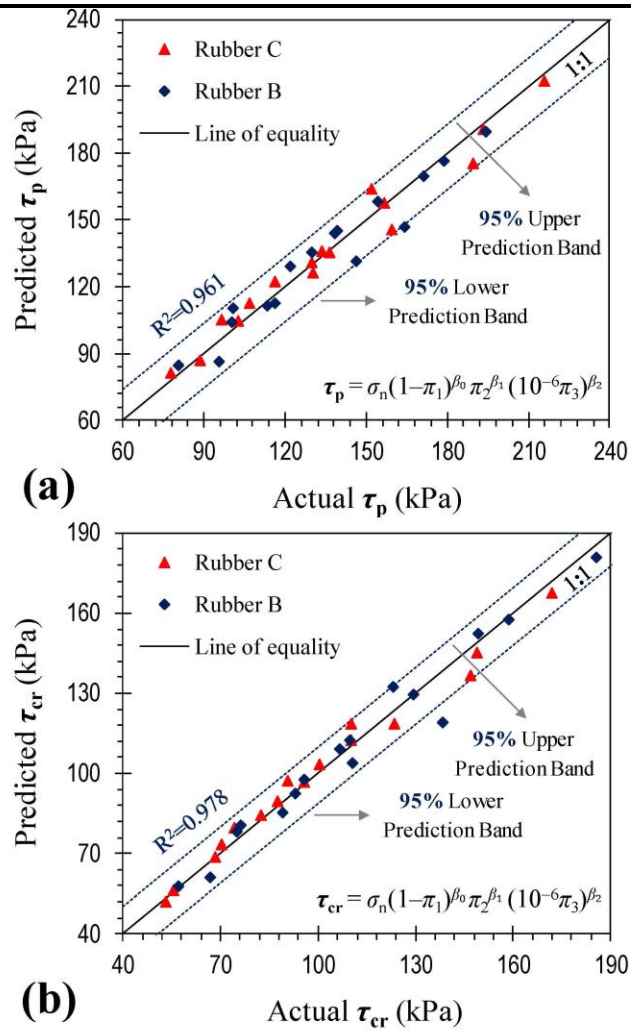 240
210
180
150
120
90
60
Predicted τp (kPa)
Rubber C
Rubber B
Line of equality
1:1
95% Upper
Prediction Band
95% Lower
Prediction Band
R²=0.961
τp = σn(1−π1)^β0 π2^β1 (10⁻⁶π3)^β2
60 90 120 150 180 210 240
(a)
Actual τp (kPa)
190
160
130
100
70
40
Predicted τcr (kPa)
Rubber C
Rubber B
Line of equality
1:1
95% Upper
Prediction Band
95% Lower
Prediction Band
R²=0.978
τcr = σn(1−π1)^β0 π2^β1 (10⁻⁶π3)^β2
40 70 100 130 160 190
(b)
Actual τcr (kPa)